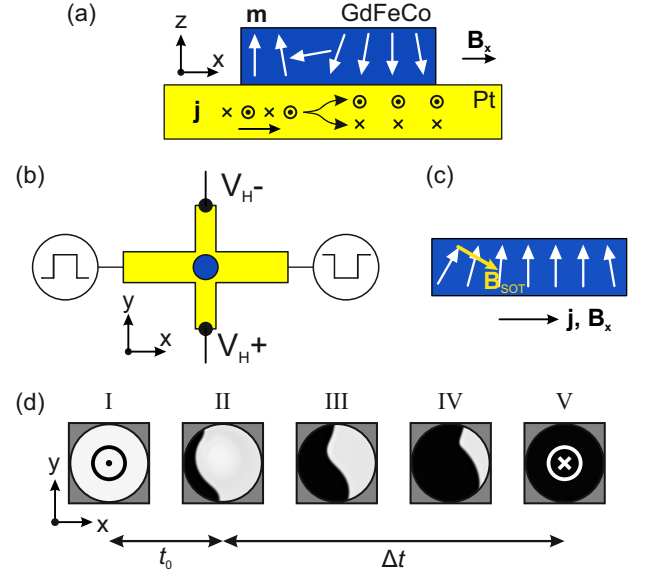 (a)
m
GdFeCo
z
x
B_x
Pt
j
(b)
V_H-
y
x
V_H+
(c)
B_SOT
j, B_x
(d)
I II III IV V
y
x
t_0
Δt